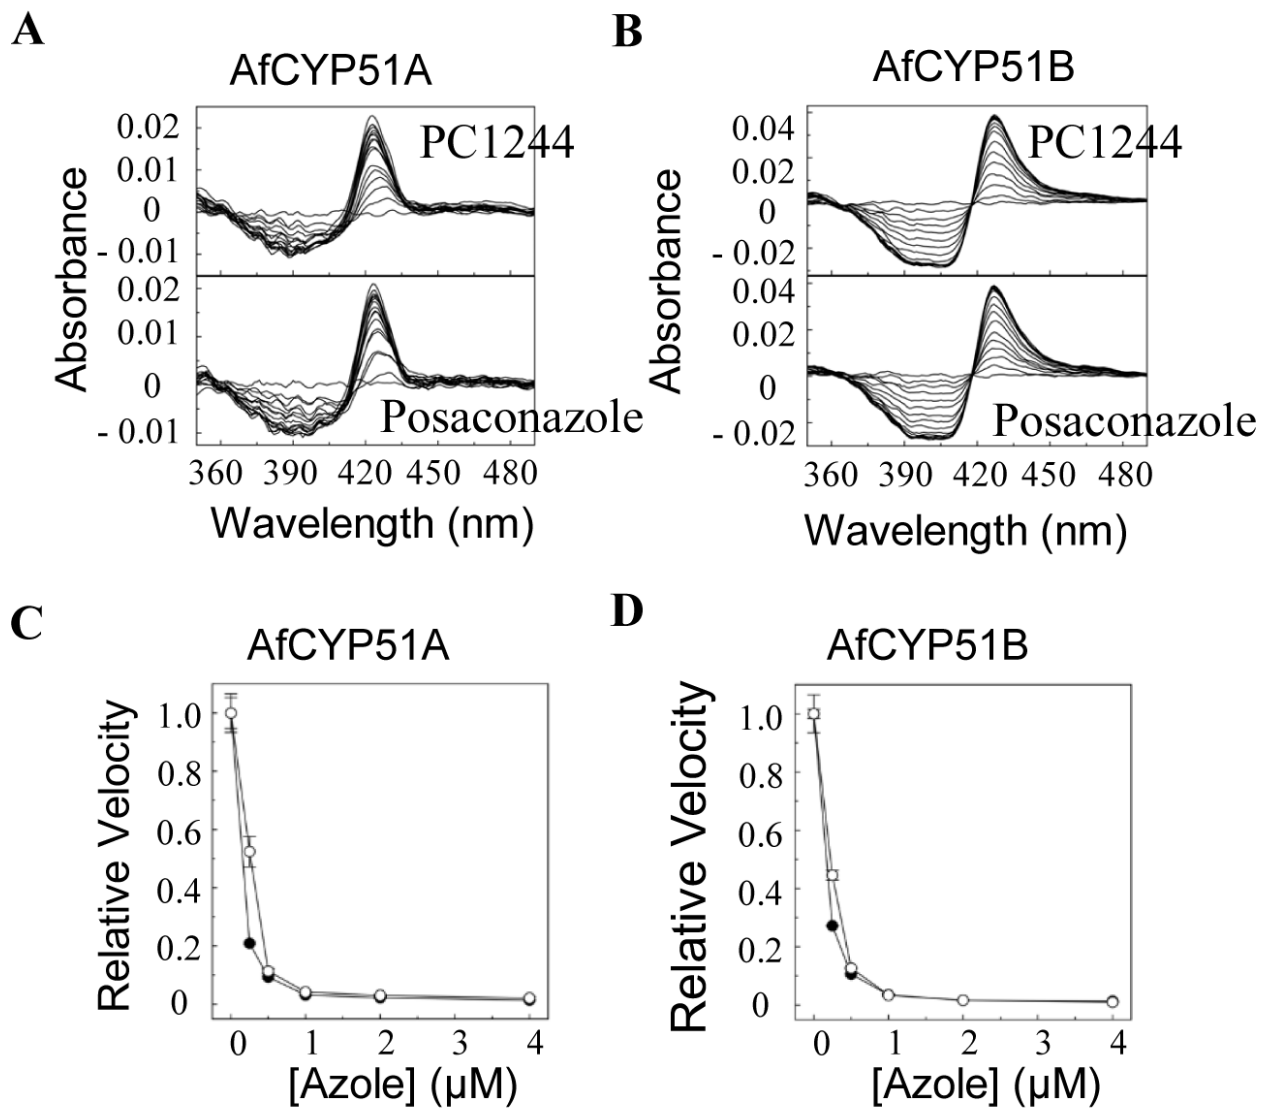 A
AfCYP51A
Absorbance
0.02
0.01
0
- 0.01
PC1244
0.02
0.01
0
- 0.01
Posaconazole
360 390 420 450 480
Wavelength (nm)
B
AfCYP51B
Absorbance
0.04
0.02
0
- 0.02
PC1244
0.04
0.02
0
- 0.02
Posaconazole
360 390 420 450 480
Wavelength (nm)
C
AfCYP51A
Relative Velocity
1.0
0.8
0.6
0.4
0.2
0
0 1 2 3 4
[Azole] (μM)
D
AfCYP51B
Relative Velocity
1.0
0.8
0.6
0.4
0.2
0
0 1 2 3 4
[Azole] (μM)